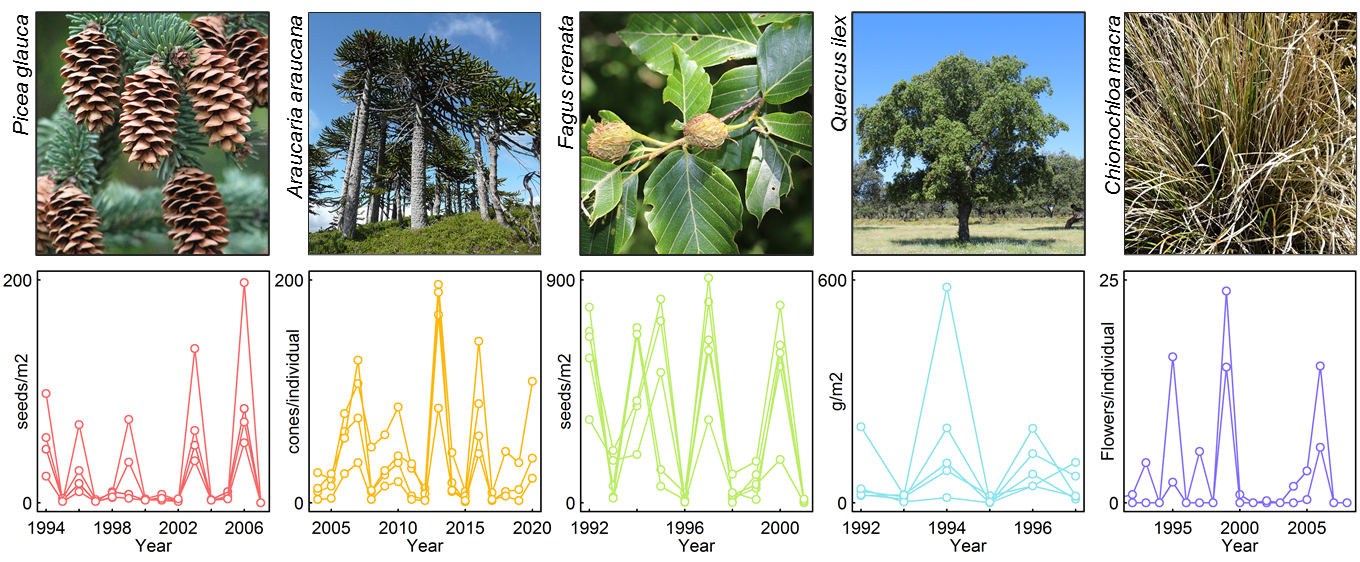 Picea glauca
Araucaria araucana
Fagus crenata
Quercus ilex
Chionochloa macra
200
seeds/m2
0
1994 1998 2002 2006
Year
200
cones/individual
0
2005 2010 2015 2020
Year
900
seeds/m2
0
1992 1996 2000
Year
600
g/m2
0
1992 1994 1996
Year
25
Flowers/individual
0
1995 2000 2005
Year